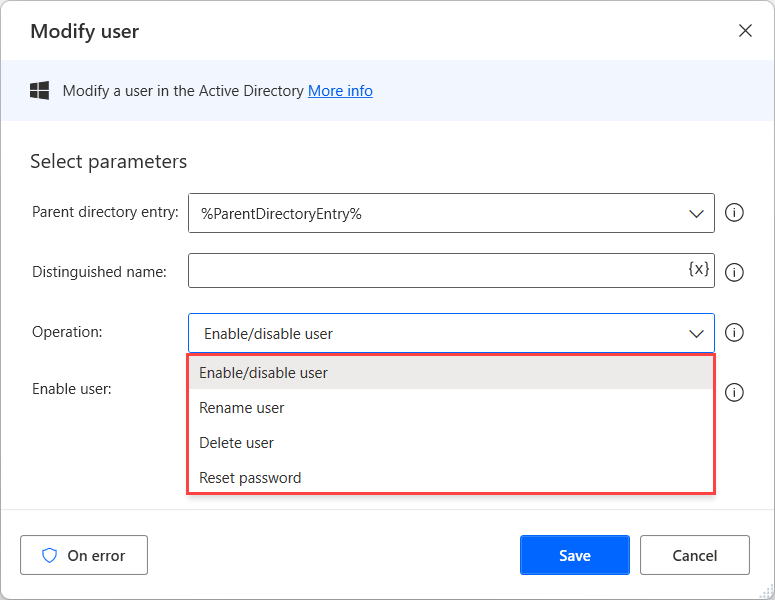 Modify user
Modify a user in the Active Directory More info
Select parameters
Parent directory entry: %ParentDirectoryEntry%
Distinguished name: {x}
Operation: Enable/disable user
Enable/disable user
Enable user:
Rename user
Delete user
Reset password
On error Save Cancel